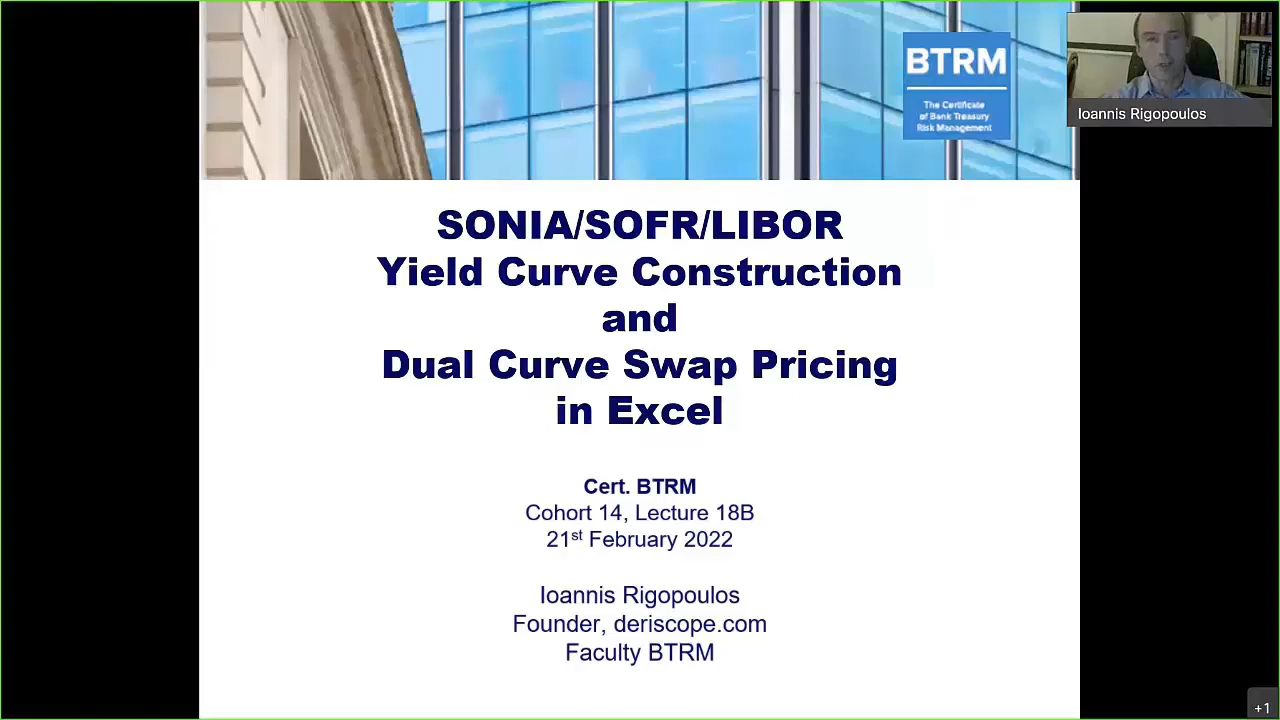 BTRM
The Certificate
of Bank Treasury
Risk Management
Ioannis Rigopoulos
SONIA/SOFR/LIBOR
Yield Curve Construction
and
Dual Curve Swap Pricing
in Excel
Cert. BTRM
Cohort 14, Lecture 18B
21st February 2022
Ioannis Rigopoulos
Founder, deriscope.com
Faculty BTRM
+1